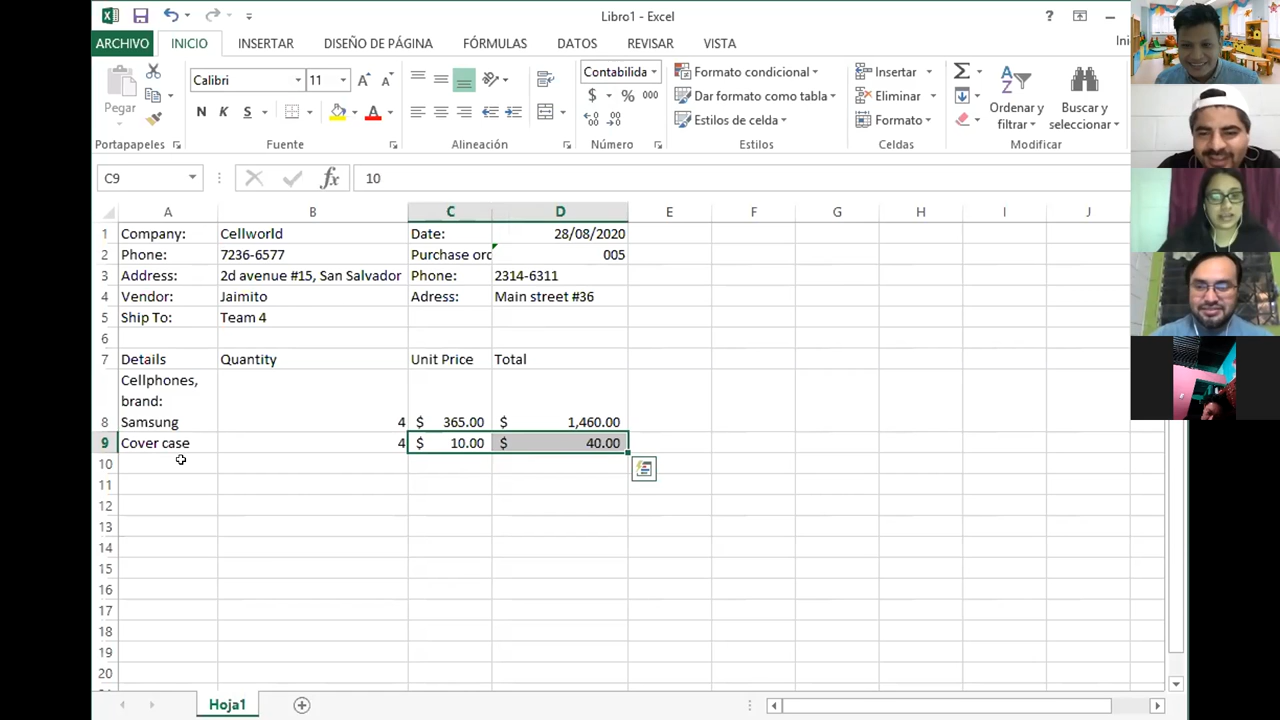 Libro1 - Excel
ARCHIVO INICIO INSERTAR DISEÑO DE PÁGINA FÓRMULAS DATOS REVISAR VISTA Ini
Pegar
Portapapeles
Calibri 11
N K S
Fuente
Alineación
Contabilida
$ % 000
Número
Formato condicional
Dar formato como tabla
Estilos de celda
Estilos
Insertar
Eliminar
Formato
Celdas
Ordenar y filtrar
Buscar y seleccionar
Modificar
C9 fx 10
A B C D E F G H I J
1 Company: Cellworld Date: 28/08/2020
2 Phone: 7236-6577 Purchase orc 005
3 Address: 2d avenue #15, San Salvador Phone: 2314-6311
4 Vendor: Jaimito Adress: Main street #36
5 Ship To: Team 4
6
7 Details Quantity Unit Price Total
Cellphones,
brand:
8 Samsung 4 $ 365.00 $ 1,460.00
9 Cover case 4 $ 10.00 $ 40.00
10
11
12
13
14
15
16
17
18
19
20
Hoja1